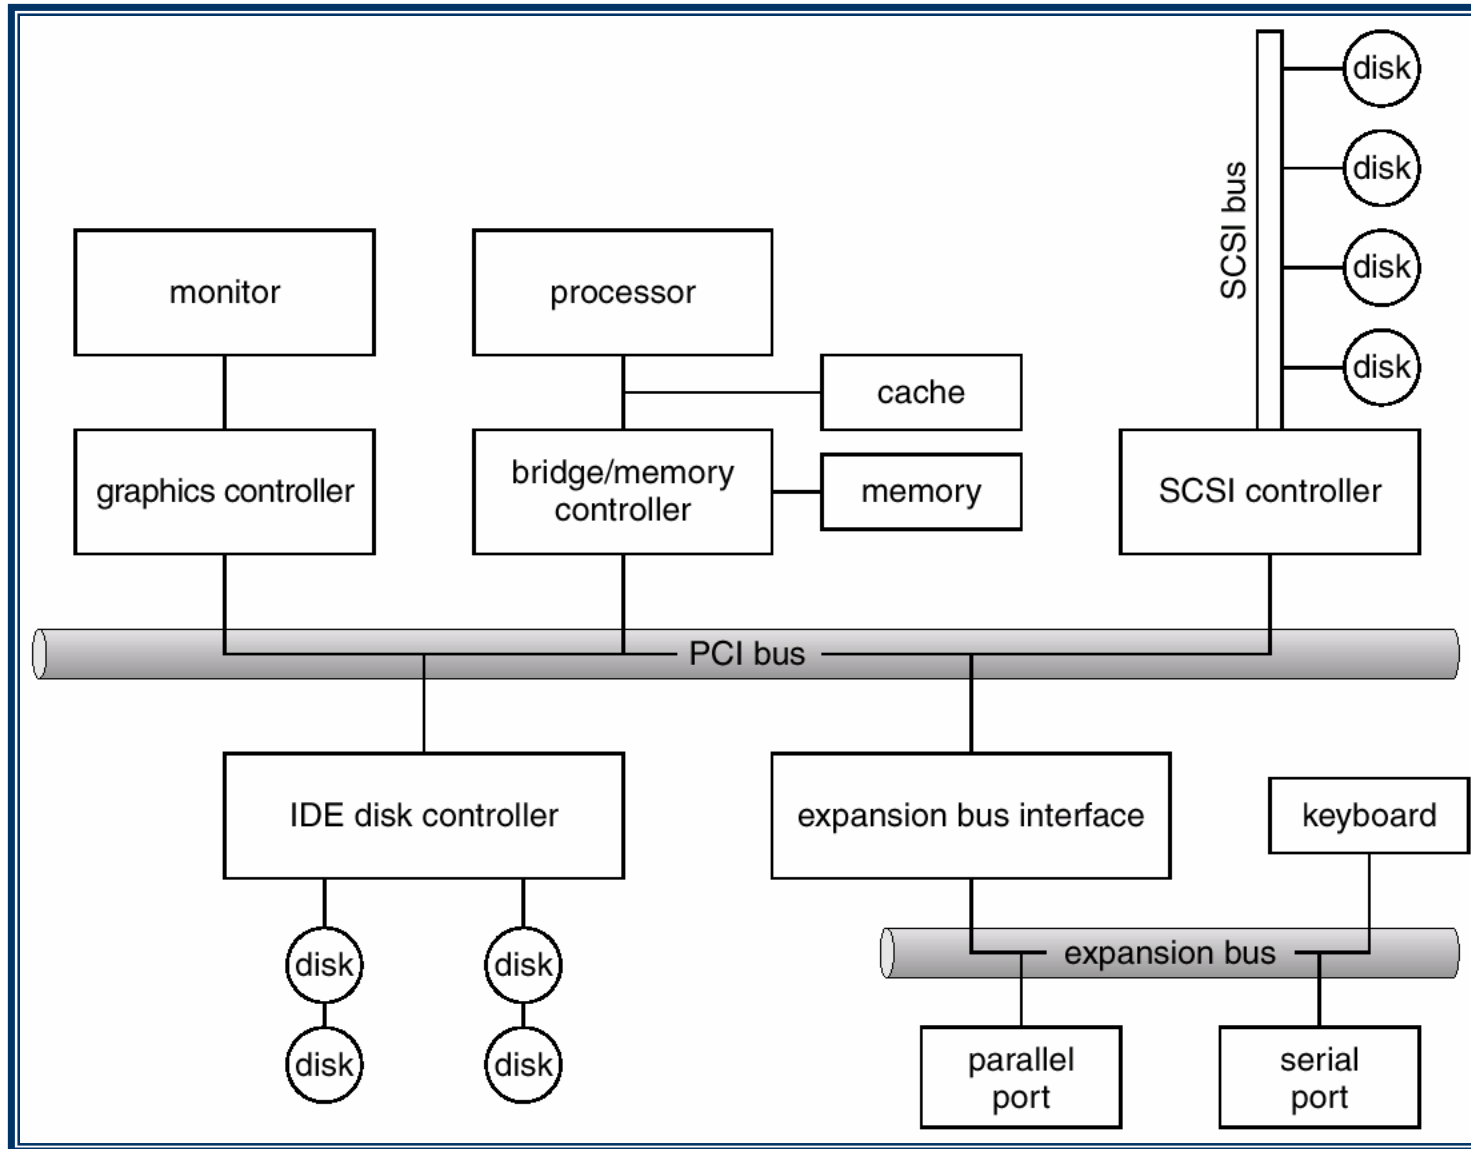 disk
disk
SCSI bus
disk
disk
monitor
processor
cache
graphics controller
bridge/memory
controller
memory
SCSI controller
PCI bus
IDE disk controller
expansion bus interface
keyboard
disk
disk
expansion bus
disk
disk
parallel
port
serial
port